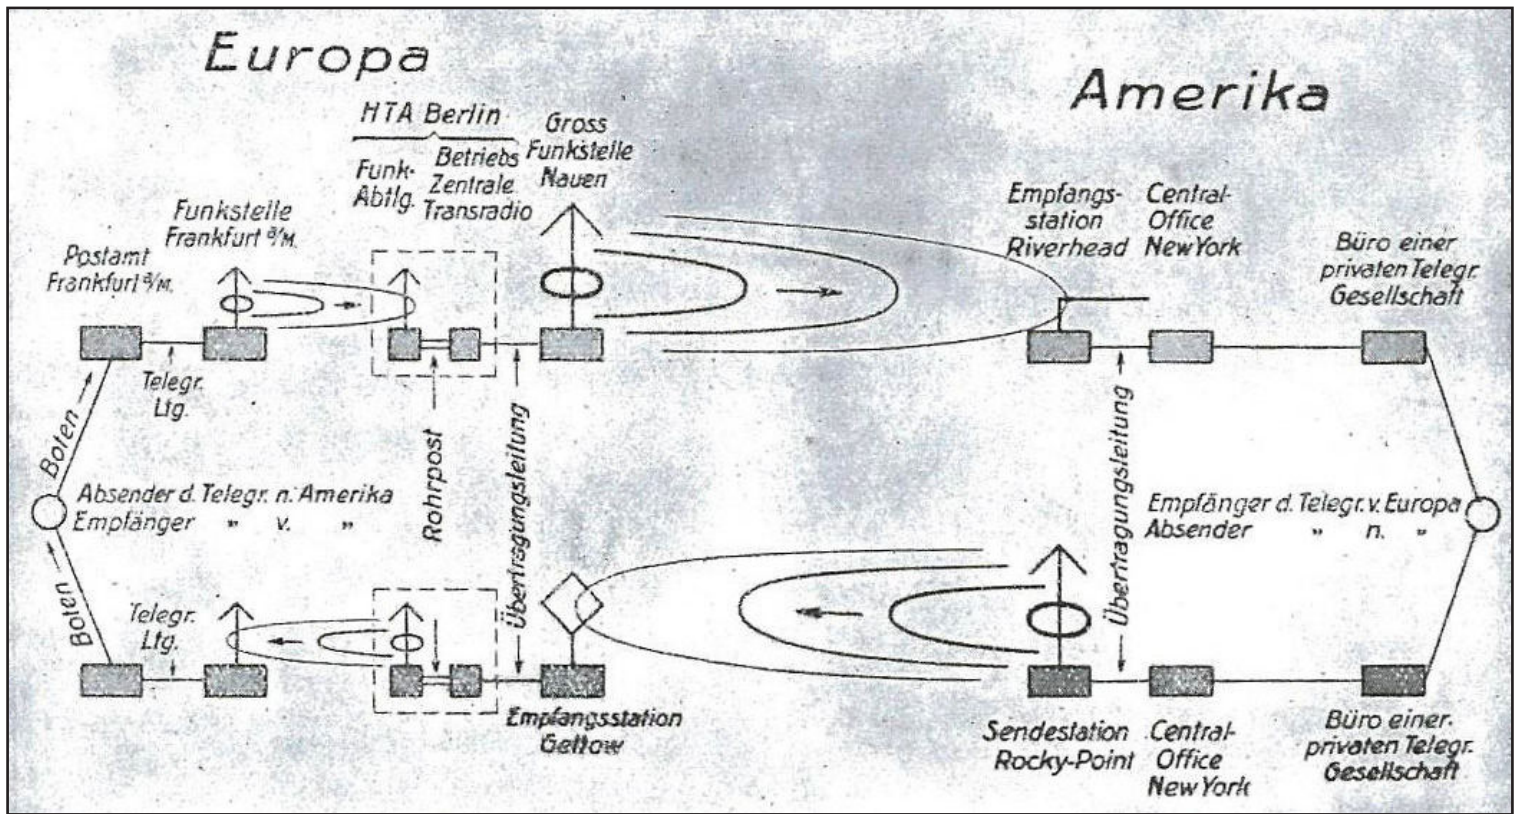 Europa
Amerika
HTA Berlin
Funk-
Abtlg.
Betriebs
Zentrale
Transradio
Gross
Funkstelle
Nauen
Funkstelle
Frankfurt a/M.
Postamt
Frankfurt a/M.
Empfangs-
station
Riverhead
Central-
Office
New York
Büro einer
privaten Telegr.
Gesellschaft
Telegr.
Ltg.
Boten
Rohrpost
Übertragungsleitung
Übertragungsleitung
Absender d. Telegr. n. Amerika
Empfänger " v. "
Empfänger d. Telegr. v. Europa
Absender " n. "
Boten
Telegr.
Ltg.
Empfangsstation
Geltow
Sendestation
Rocky-Point
Central-
Office
New York
Büro einer
privaten Telegr.
Gesellschaft